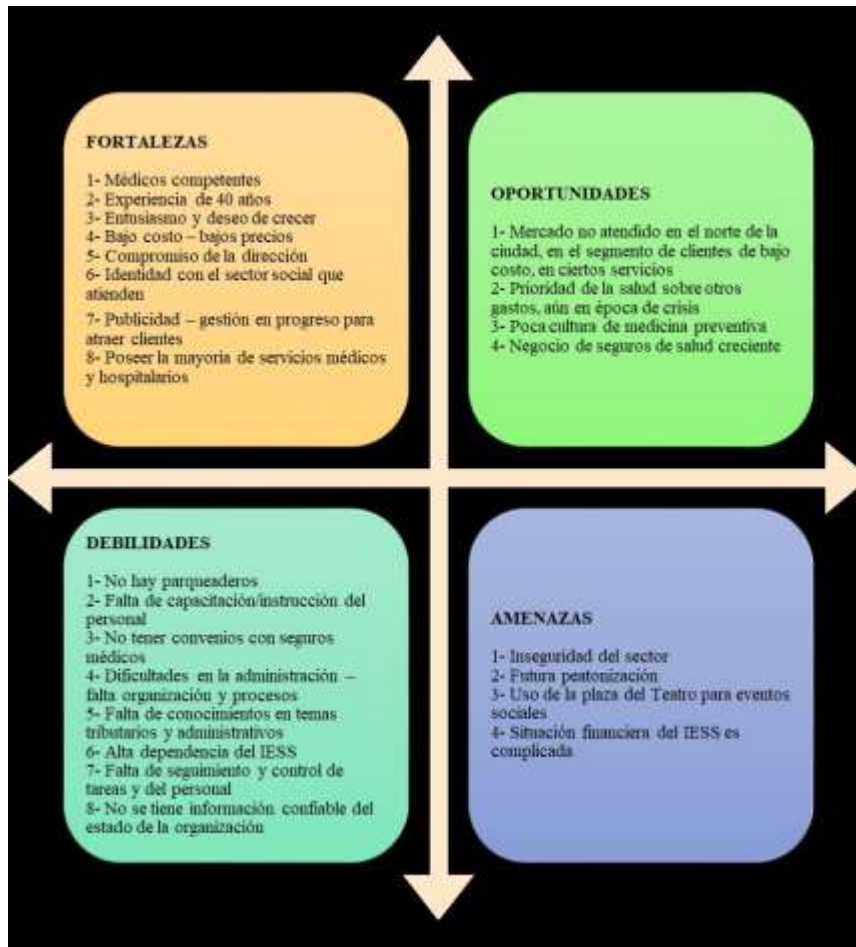 FORTALEZAS
1- Médicos competentes
2- Experiencia de 40 años
3- Entusiasmo y deseo de crecer
4- Bajo costo – bajos precios
5- Compromiso de la dirección
6- Identidad con el sector social que
atienden
7- Publicidad – gestión en progreso para
atraer clientes
8- Poseer la mayoria de servicios médicos
y hospitalarios
OPORTUNIDADES
1- Mercado no atendido en el norte de la
ciudad, en el segmento de clientes de bajo
costo, en ciertos servicios
2- Prioridad de la salud sobre otros
gastos, aún en época de crisis
3- Poca cultura de medicina preventiva
4- Negocio de seguros de salud creciente
DEBILIDADES
1- No hay parqueaderos
2- Falta de capacitación/instrucción del
personal
3- No tener convenios con seguros
médicos
4- Dificultades en la administración –
falta organización y procesos
5- Falta de conocimientos en temas
tributarios y administrativos
6- Alta dependencia del IESS
7- Falta de seguimiento y control de
tareas y del personal
8- No se tiene información confiable del
estado de la organización
AMENAZAS
1- Inseguridad del sector
2- Futura peatonización
3- Uso de la plaza del Teatro para eventos
sociales
4- Situación financiera del IESS es
complicada